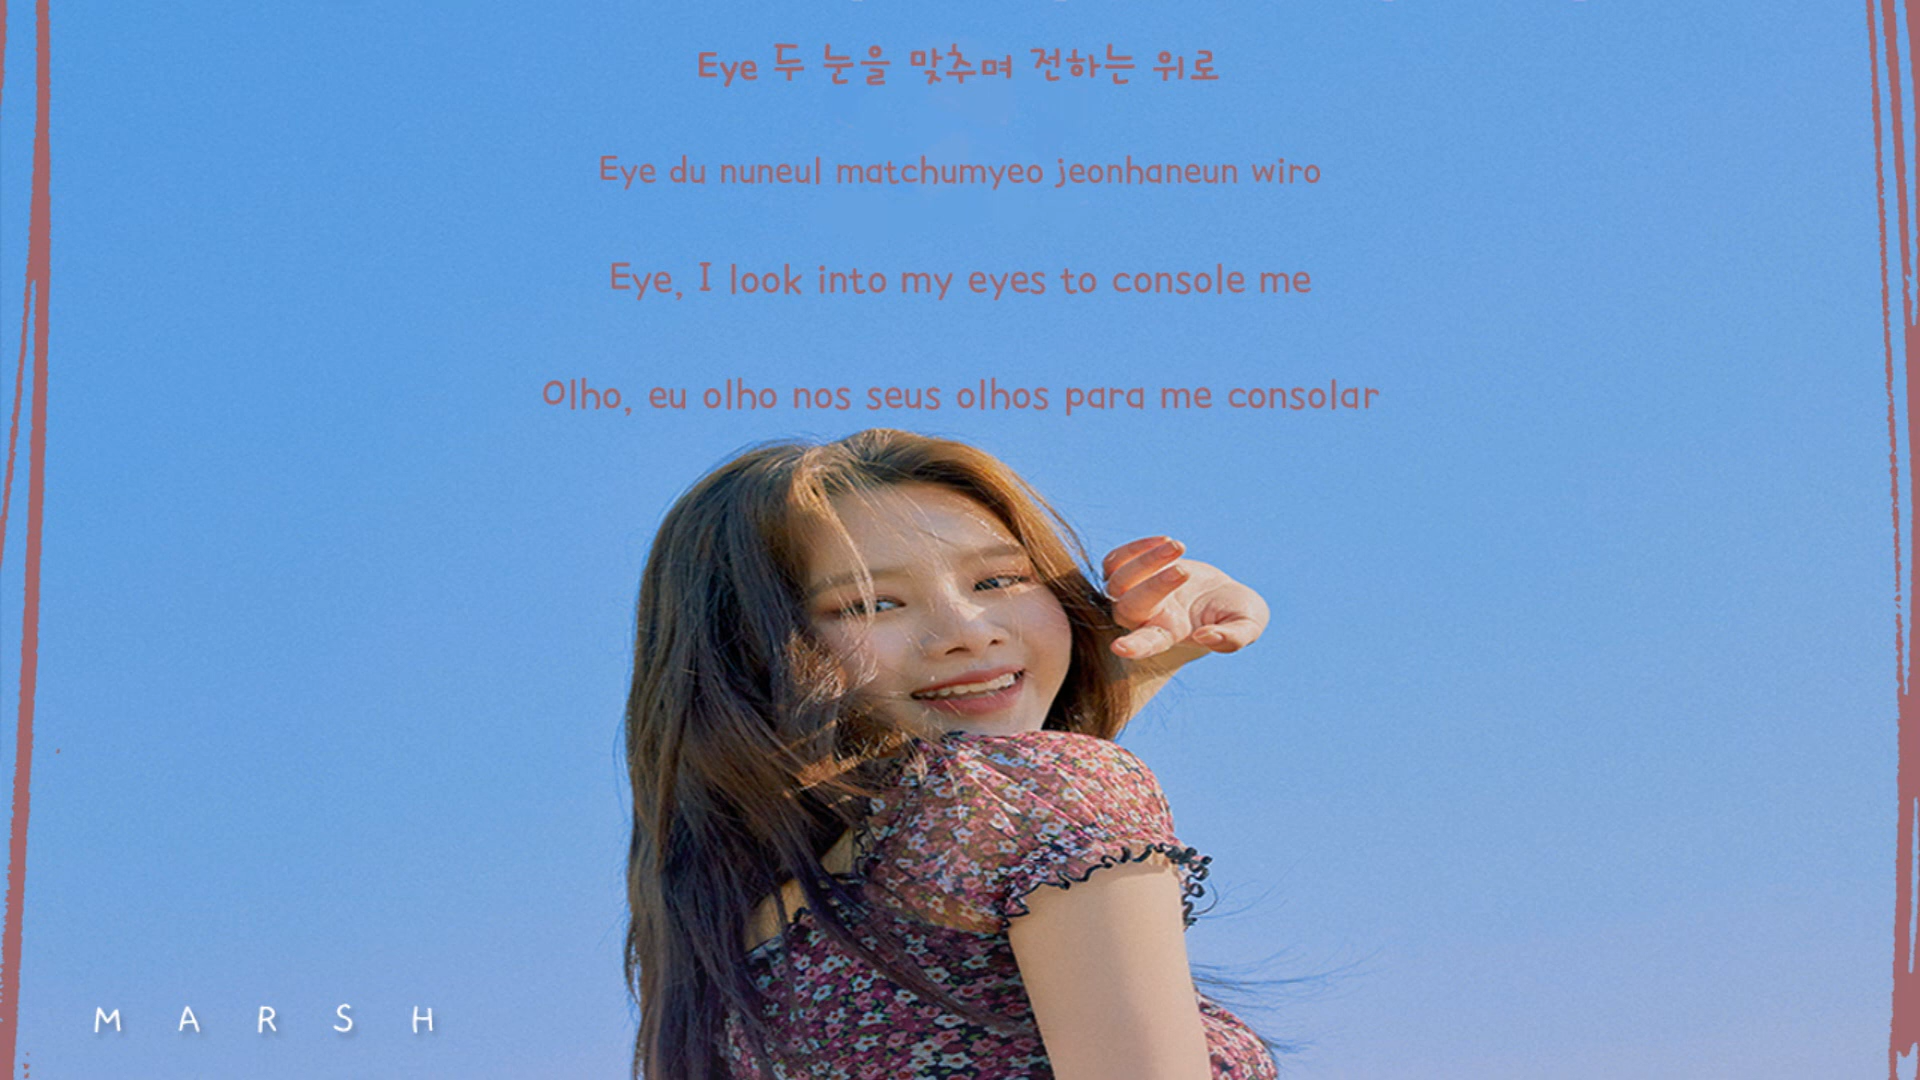 Eye 두 눈을 맞추며 전하는 위로
Eye du nuneul matchumyeo jeonhaneun wiro
Eye, I look into my eyes to console me
Olho, eu olho nos seus olhos para me consolar
M A R S H